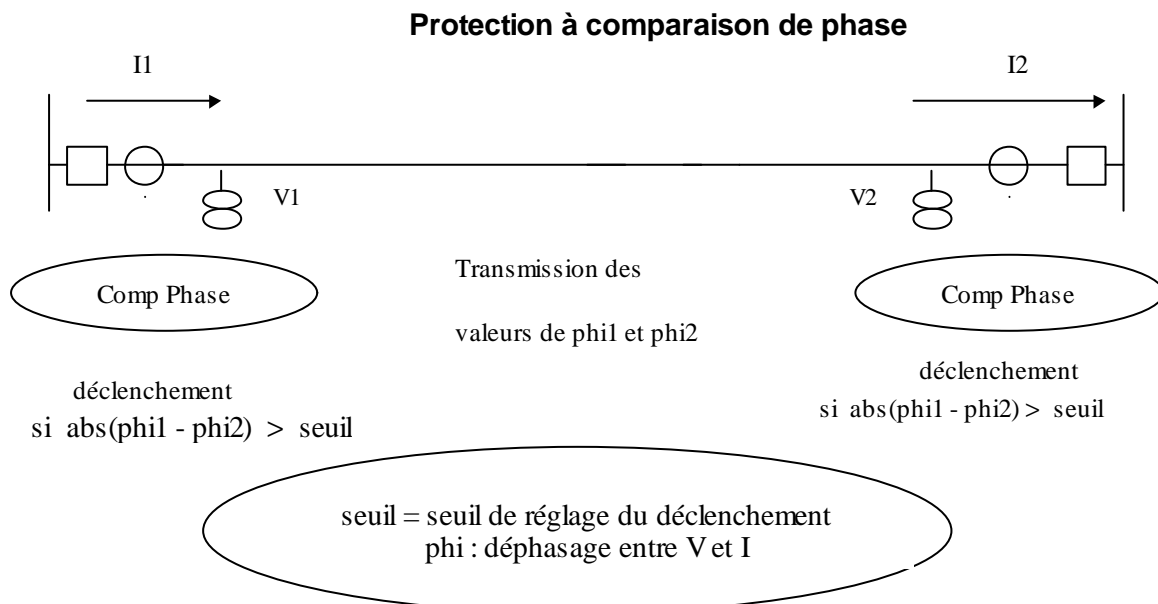 Protection à comparaison de phase
I1
I2
V1
V2
Comp Phase
Transmission des
valeurs de phi1 et phi2
Comp Phase
déclenchement
si abs(phi1 - phi2) > seuil
déclenchement
si abs(phi1 - phi2) > seuil
seuil = seuil de réglage du déclenchement
phi : déphasage entre V et I